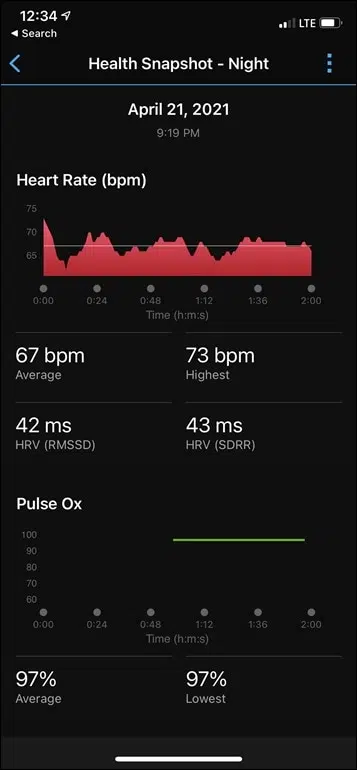 12:34 LTE
◀ Search
Health Snapshot - Night
April 21, 2021
9:19 PM
Heart Rate (bpm)
75
70
65
0:00 0:24 0:48 1:12 1:36 2:00
Time (h:m:s)
67 bpm 73 bpm
Average Highest
42 ms 43 ms
HRV (RMSSD) HRV (SDRR)
Pulse Ox
100
90
80
70
60
0:00 0:24 0:48 1:12 1:36 2:00
Time (h:m:s)
97% 97%
Average Lowest